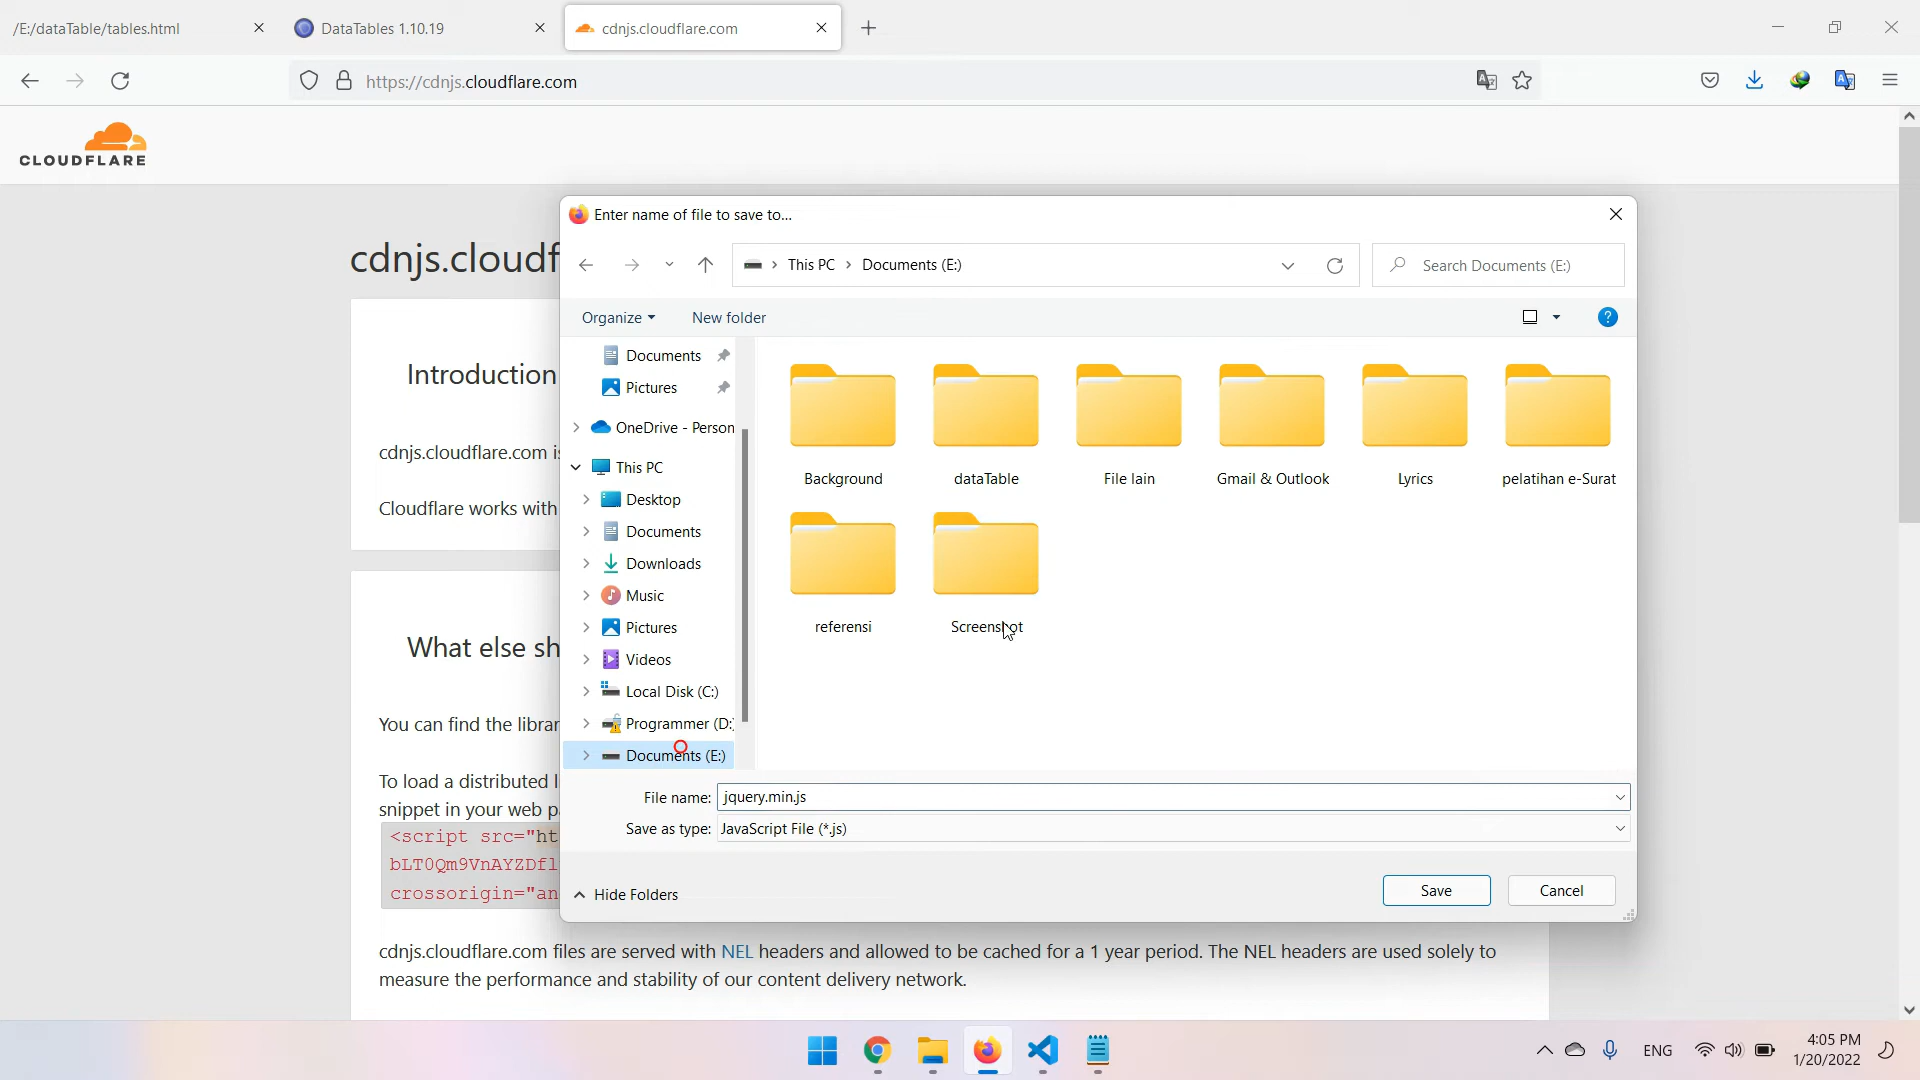 /E:/dataTable/tables.html
DataTables 1.10.19
cdnjs.cloudflare.com
https://cdnjs.cloudflare.com
CLOUDFLARE
cdnjs.cloudf
Introduction
cdnjs.cloudflare.com is
Cloudflare works with
What else sh
You can find the librar
To load a distributed l
snippet in your web p
<script src="ht
bLT0Qm9VnAYZDfl
crossorigin="an
cdnjs.cloudflare.com files are served with NEL headers and allowed to be cached for a 1 year period. The NEL headers are used solely to
measure the performance and stability of our content delivery network.
Enter name of file to save to...
This PC
Documents (E:)
Search Documents (E:)
Organize
New folder
?
Documents
Pictures
OneDrive - Person
This PC
Desktop
Documents
Downloads
Music
Pictures
Videos
Local Disk (C:)
Programmer (D:)
Documents (E:)
Background
dataTable
File lain
Gmail & Outlook
Lyrics
pelatihan e-Surat
referensi
Screenshot
File name: jquery.min.js
Save as type: JavaScript File (*.js)
Hide Folders
Save
Cancel
ENG
4:05 PM
1/20/2022